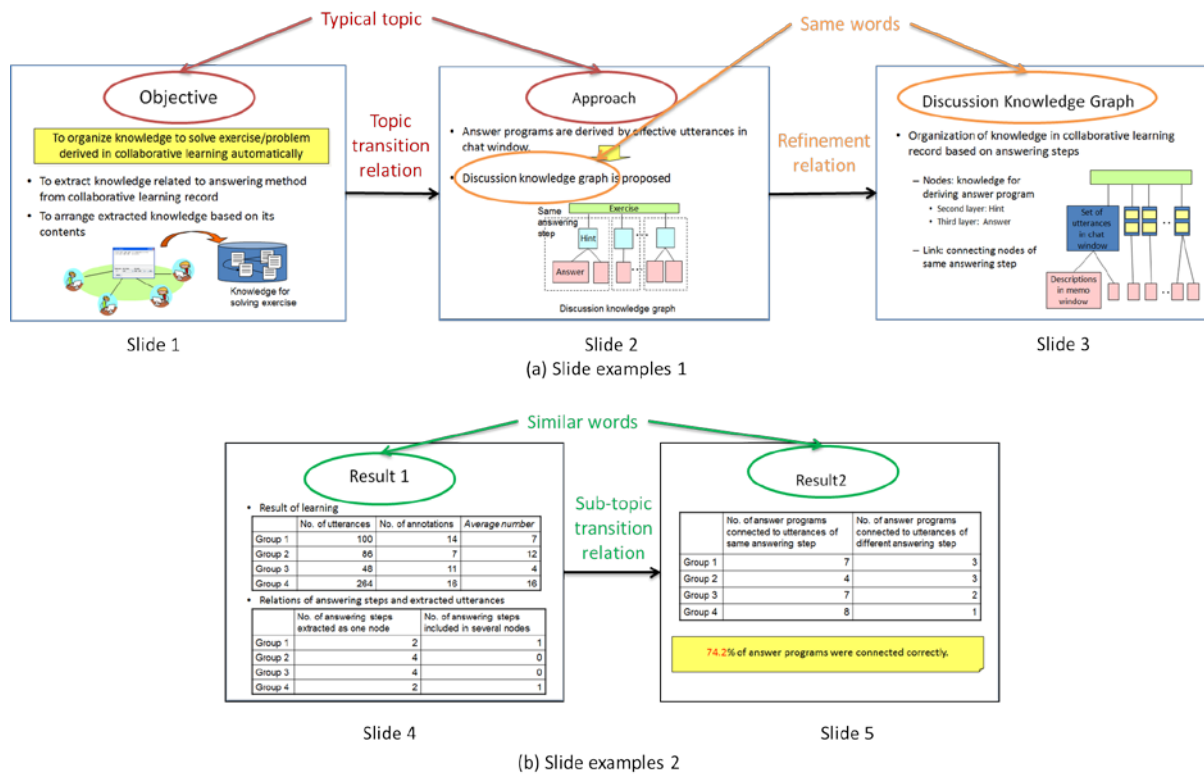 Typical topic
Same words
Objective
To organize knowledge to solve exercise/problem
derived in collaborative learning automatically
• To extract knowledge related to answering method
from collaborative learning record
• To arrange extracted knowledge based on its
contents
Knowledge for
solving exercise
Topic
transition
relation
Approach
• Answer programs are derived by effective utterances in
chat window.
• Discussion knowledge graph is proposed
Exercise
Same
answering
step
Hint
Answer
Discussion knowledge graph
Refinement
relation
Discussion Knowledge Graph
• Organization of knowledge in collaborative learning
record based on answering steps
– Nodes: knowledge for
deriving answer program
• Second layer: Hint
• Third layer: Answer
– Link: connecting nodes of
same answering step
Set of
utterances
in chat
window
Descriptions
in memo
window
Slide 1
Slide 2
Slide 3
(a) Slide examples 1
Similar words
Result 1
• Result of learning
No. of utterances No. of annotations Average number
Group 1 100 14 7
Group 2 86 7 12
Group 3 48 11 4
Group 4 264 16 16
• Relations of answering steps and extracted utterances
No. of answering steps No. of answering steps
extracted as one node included in several nodes
Group 1 2 1
Group 2 4 0
Group 3 4 0
Group 4 2 1
Sub-topic
transition
relation
Result2
No. of answer programs No. of answer programs
connected to utterances of connected to utterances of
same answering step different answering step
Group 1 7 3
Group 2 4 3
Group 3 7 2
Group 4 8 1
74.2% of answer programs were connected correctly.
Slide 4
Slide 5
(b) Slide examples 2